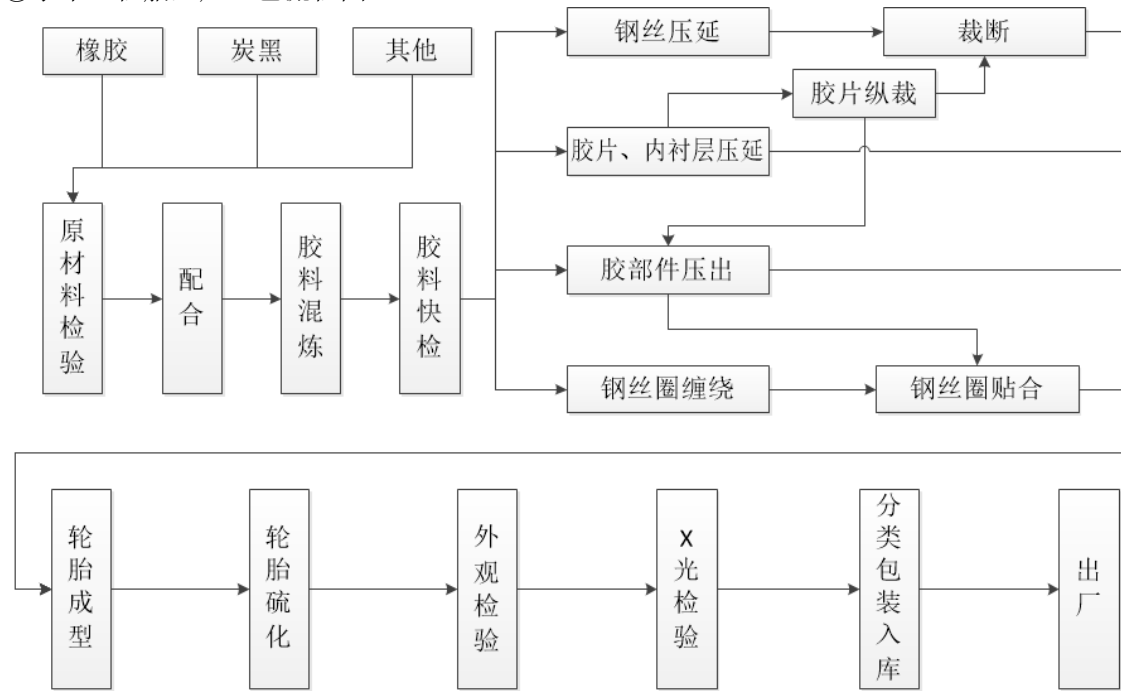 橡胶
炭黑
其他
钢丝压延
裁断
胶片纵裁
胶片、内衬层压延
原材料检验
配合
胶料混炼
胶料快检
胶部件压出
钢丝圈缠绕
钢丝圈贴合
轮胎成型
轮胎硫化
外观检验
X光检验
分类包装入库
出厂